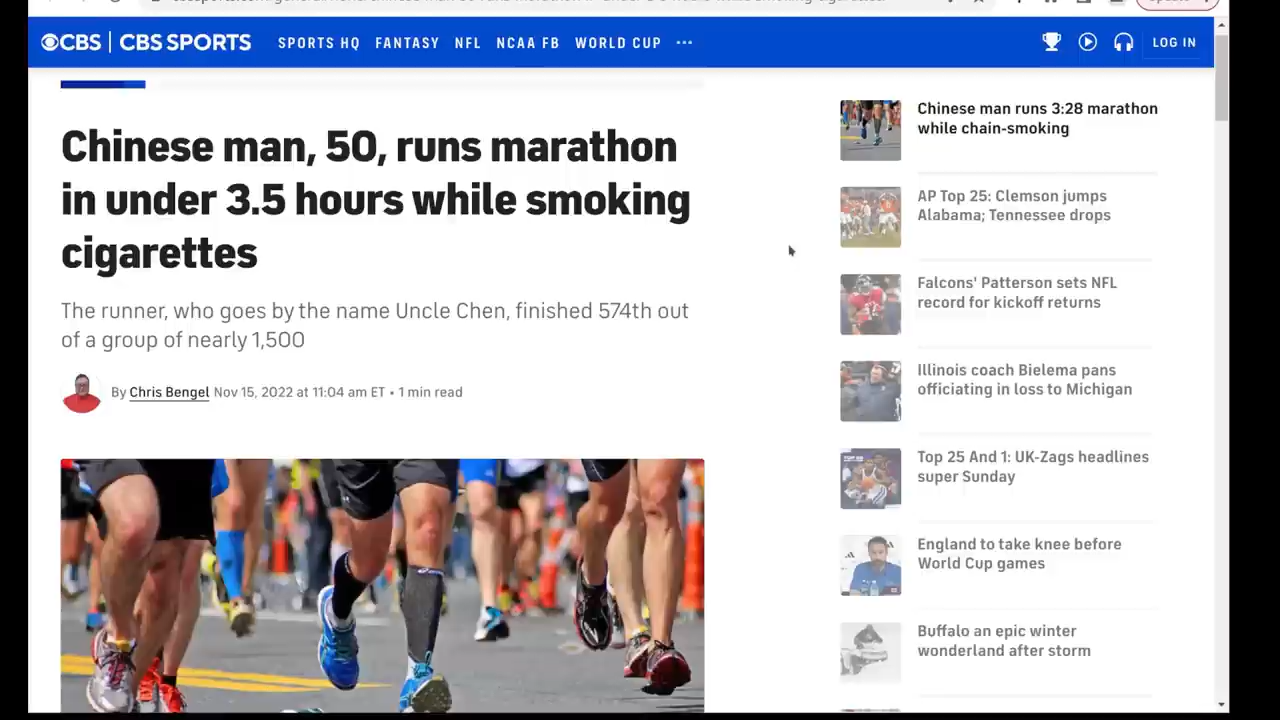 CBS CBS SPORTS SPORTS HQ FANTASY NFL NCAA FB WORLD CUP ··· LOG IN
Chinese man, 50, runs marathon
in under 3.5 hours while smoking
cigarettes
The runner, who goes by the name Uncle Chen, finished 574th out
of a group of nearly 1,500
By Chris Bengel Nov 15, 2022 at 11:04 am ET • 1 min read
Chinese man runs 3:28 marathon
while chain-smoking
AP Top 25: Clemson jumps
Alabama; Tennessee drops
Falcons' Patterson sets NFL
record for kickoff returns
Illinois coach Bielema pans
officiating in loss to Michigan
Top 25 And 1: UK-Zags headlines
super Sunday
England to take knee before
World Cup games
Buffalo an epic winter
wonderland after storm